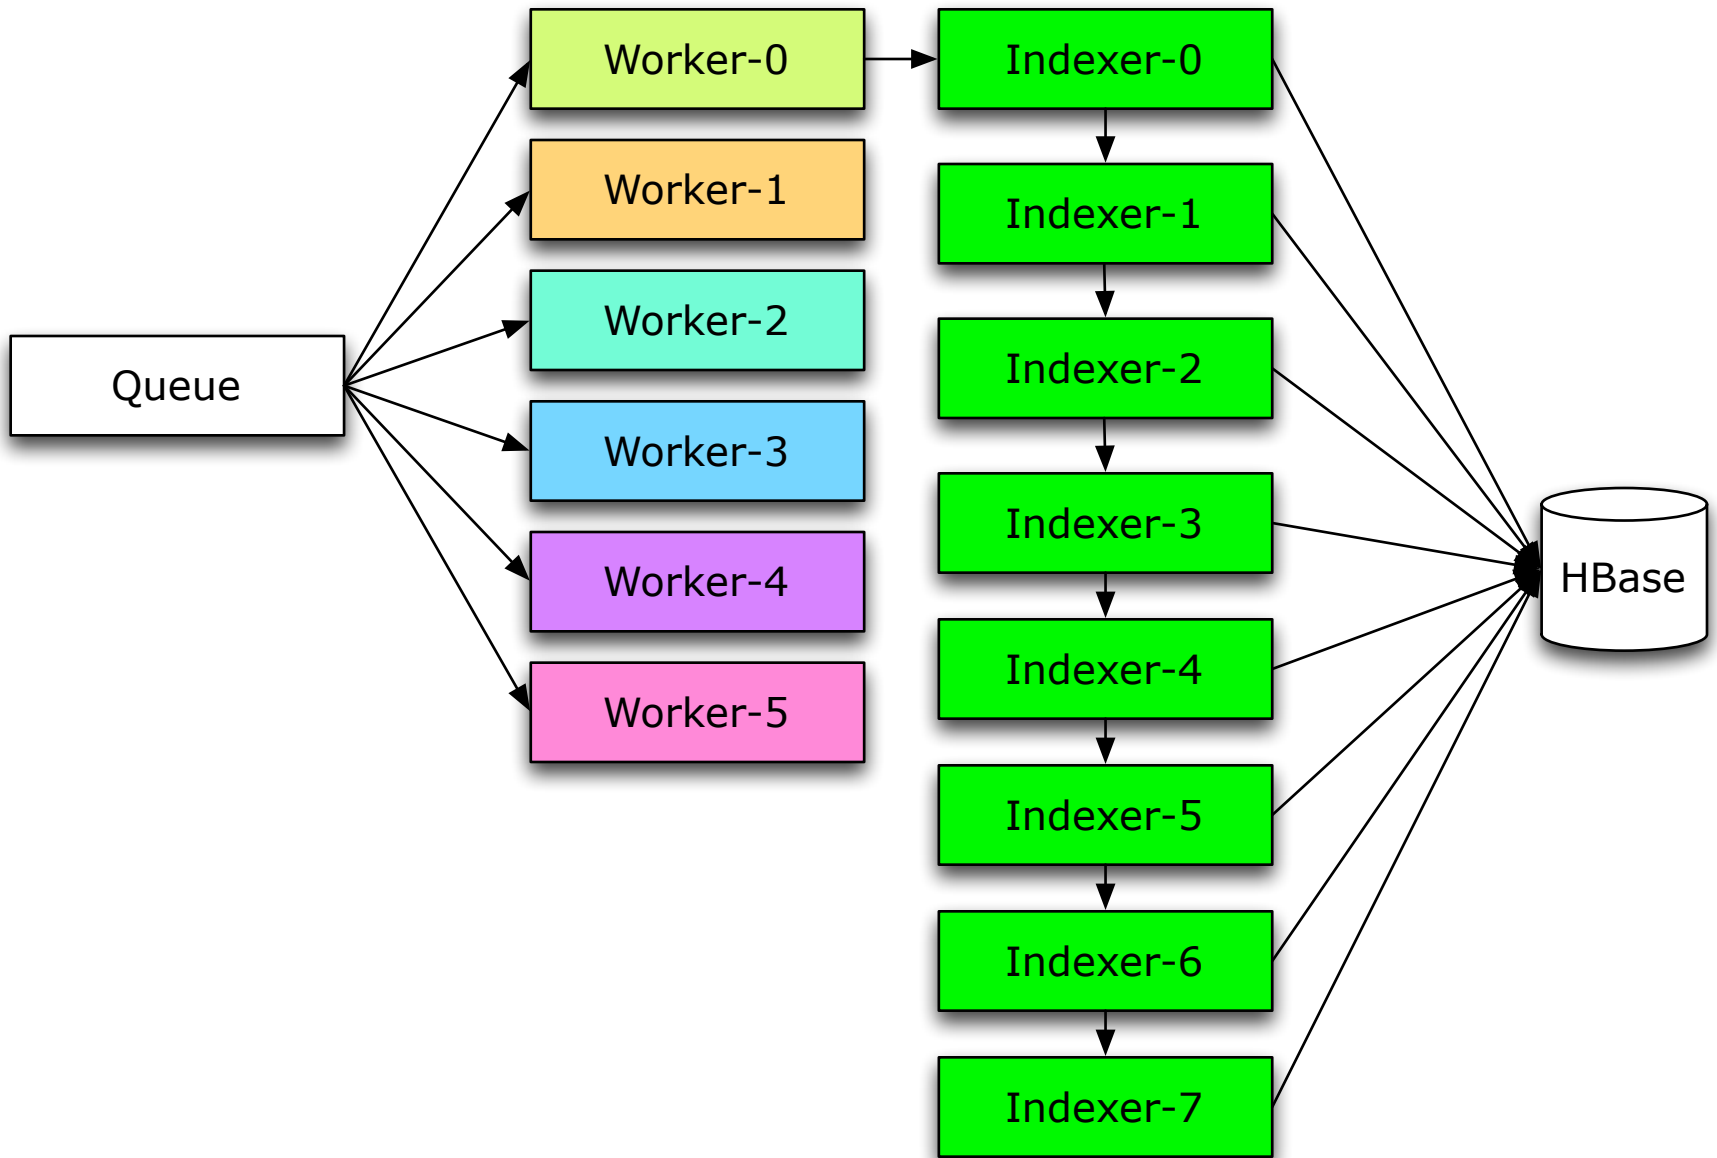 Queue
Worker-0
Worker-1
Worker-2
Worker-3
Worker-4
Worker-5
Indexer-0
Indexer-1
Indexer-2
Indexer-3
Indexer-4
Indexer-5
Indexer-6
Indexer-7
HBase